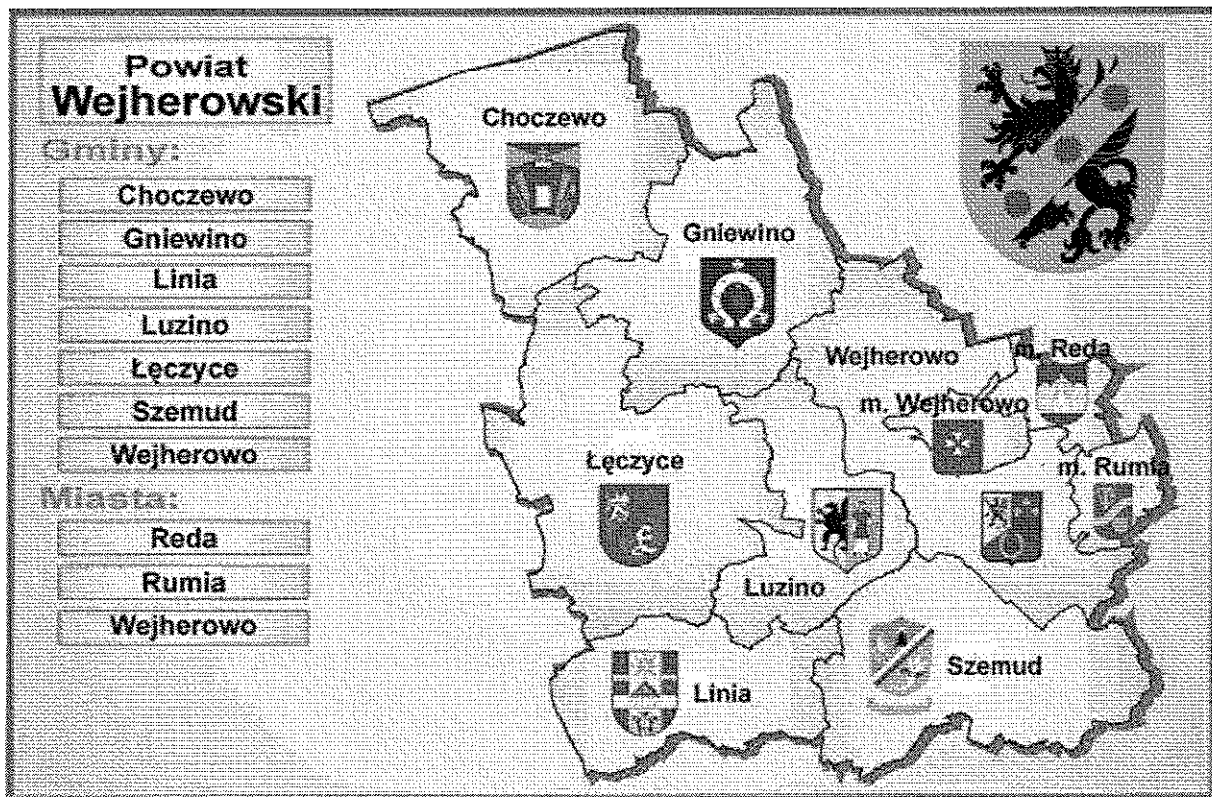 Powiat
Wejherowski
Gminy:
Choczewo
Gniewino
Linia
Luzino
Łęczyce
Szemud
Wejherowo
Miasta:
Reda
Rumia
Wejherowo
Choczewo
Gniewino
Wejherowo
m. Reda
m. Wejherowo
Łęczyce
m. Rumia
Luzino
Szemud
Linia